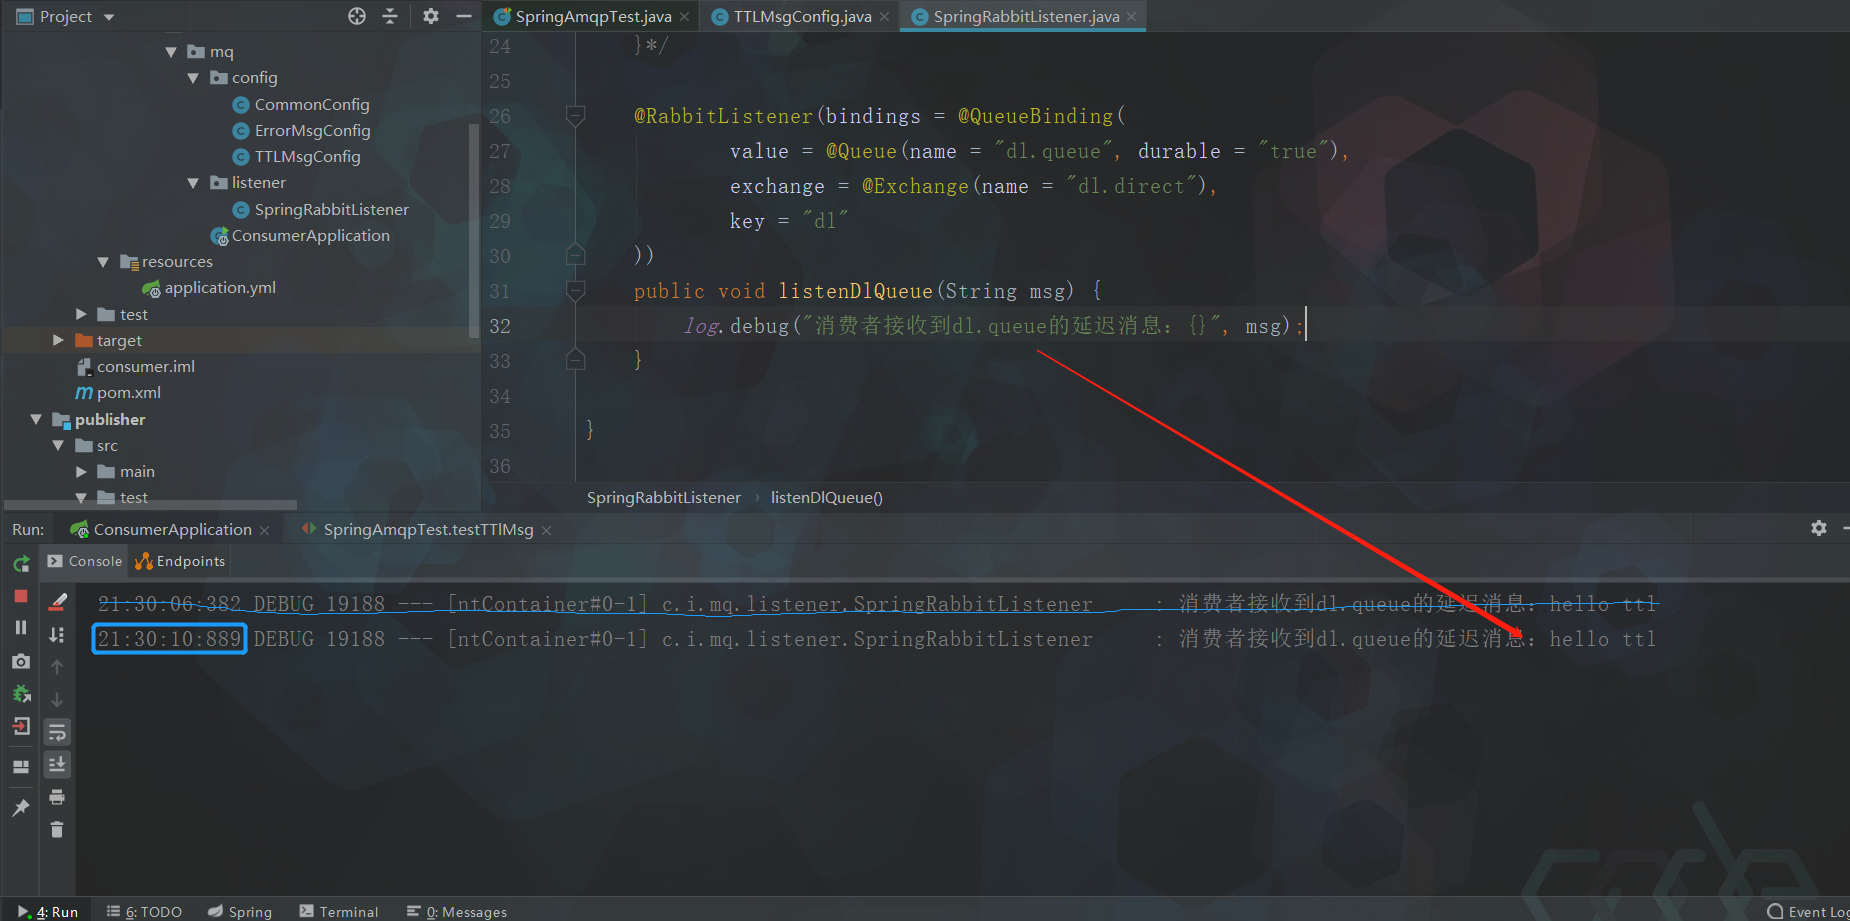 Project
SpringAmqpTest.java
TTLMsgConfig.java
SpringRabbitListener.java
mq
config
CommonConfig
ErrorMsgConfig
TTLMsgConfig
listener
SpringRabbitListener
ConsumerApplication
resources
application.yml
test
target
consumer.iml
pom.xml
publisher
src
main
test
24 }*/
25
26 @RabbitListener(bindings = @QueueBinding(
27 value = @Queue(name = "dl.queue", durable = "true"),
28 exchange = @Exchange(name = "dl.direct"),
29 key = "dl"
30 ))
31 public void listenDlQueue(String msg) {
32 log.debug("消费者接收到dl.queue的延迟消息：{}", msg);
33 }
34
35 }
36
SpringRabbitListener › listenDlQueue()
Run: ConsumerApplication SpringAmqpTest.testTTlMsg
Console Endpoints
21:30:06:382 DEBUG 19188 --- [ntContainer#0-1] c.i.mq.listener.SpringRabbitListener : 消费者接收到dl.queue的延迟消息：hello ttl
21:30:10:889 DEBUG 19188 --- [ntContainer#0-1] c.i.mq.listener.SpringRabbitListener : 消费者接收到dl.queue的延迟消息：hello ttl
4: Run 6: TODO Spring Terminal 0: Messages Event Log